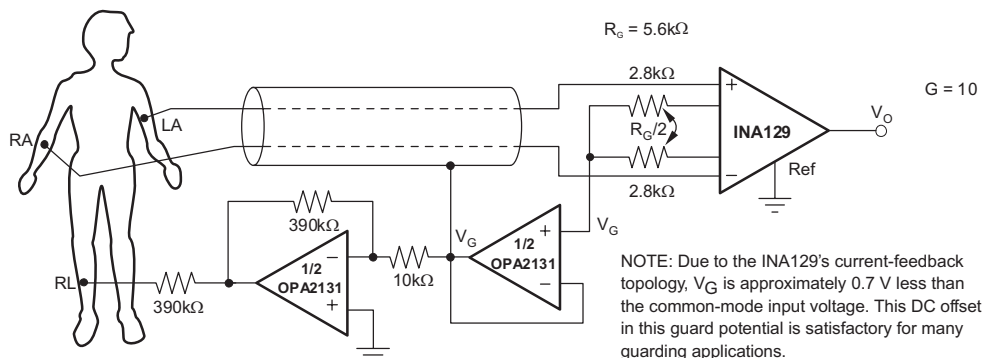 R_G = 5.6kΩ
2.8kΩ
G = 10
LA
RA
+
INA129
V_O
R_G/2
Ref
−
2.8kΩ
390kΩ
V_G
V_G
+
1/2
OPA2131
−
−
1/2
OPA2131
+
10kΩ
RL
390kΩ
NOTE: Due to the INA129's current-feedback
topology, V_G is approximately 0.7 V less than
the common-mode input voltage. This DC offset
in this guard potential is satisfactory for many
guarding applications.